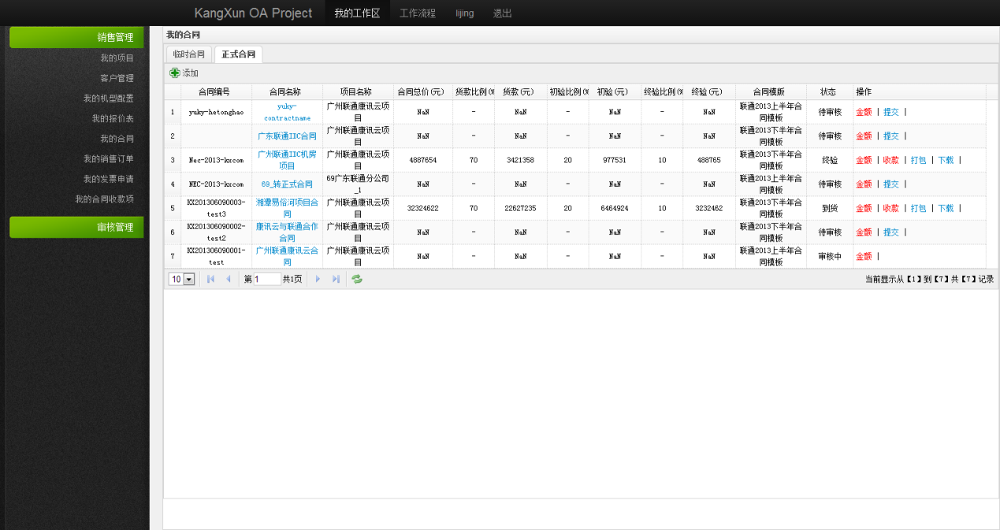 KangXun OA Project 我的工作区 工作流程 lijing 退出
销售管理
我的项目
客户管理
我的机型配置
我的报价表
我的合同
我的销售订单
我的发票申请
我的合同收款项
审核管理
我的合同
临时合同 正式合同
添加
合同编号 合同名称 项目名称 合同总价(元) 货款比例(% 货款(元) 初验比例(% 初验(元) 终验比例(% 终验(元) 合同模版 状态 操作
1 yuky-hetonghao yuky-contractname 广州联通康讯云项目 NaN - NaN - NaN - NaN 联通2013上半年合同模板 待审核 金额 | 提交 |
2 广东联通IDC合同 广州联通康讯云项目 NaN - NaN - NaN - NaN 联通2013下半年合同模板 待审核 金额 | 提交 |
3 Nec-2013-kxcom 广州联通IDC机房项目 广州联通康讯云项目 4887654 70 3421358 20 977531 10 488765 联通2013下半年合同模板 终验 金额 | 收款 | 打包 | 下载 |
4 NEC-2013-kxcom 69_转正式合同 69广东联通分公司_1 NaN - NaN - NaN - NaN 联通2013上半年合同模板 待审核 金额 | 提交 |
5 KX201306090003-test3 湘潭易俗河项目合同 广州联通康讯云项目 32324622 70 22627235 20 6464924 10 3232462 联通2013下半年合同模板 到货 金额 | 收款 | 打包 | 下载 |
6 KX201306090002-test2 康讯云与联通合作合同 广州联通康讯云项目 NaN - NaN - NaN - NaN 联通2013下半年合同模板 待审核 金额 | 提交 |
7 KX201306090001-test 广州联通康讯云合同 广州联通康讯云项目 NaN - NaN - NaN - NaN 联通2013上半年合同模板 审核中 金额 |
10 第 1 共1页 当前显示从【1】到【7】共【7】记录